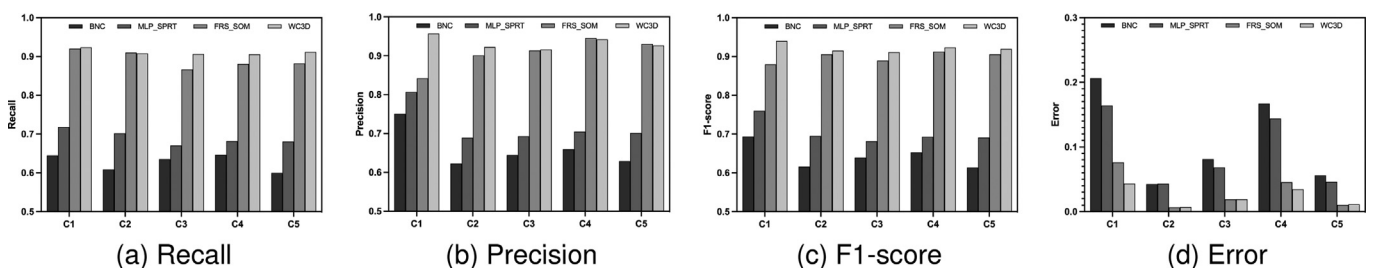 BNC MLP_SPRT FRS_SOM WC3D
Recall
1.0
0.9
0.8
0.7
0.6
0.5
C1 C2 C3 C4 C5
(a) Recall
BNC MLP_SPRT FRS_SOM WC3D
Precision
1.0
0.9
0.8
0.7
0.6
0.5
C1 C2 C3 C4 C5
(b) Precision
BNC MLP_SPRT FRS_SOM WC3D
F1-score
1.0
0.9
0.8
0.7
0.6
0.5
C1 C2 C3 C4 C5
(c) F1-score
BNC MLP_SPRT FRS_SOM WC3D
Error
0.3
0.2
0.1
0.0
C1 C2 C3 C4 C5
(d) Error